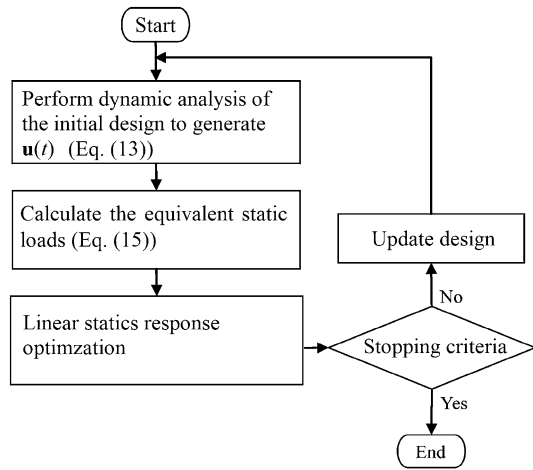 Start
Perform dynamic analysis of
the initial design to generate
u(t) (Eq. (13))
Calculate the equivalent static
loads (Eq. (15))
Linear statics response
optimzation
Update design
No
Stopping criteria
Yes
End